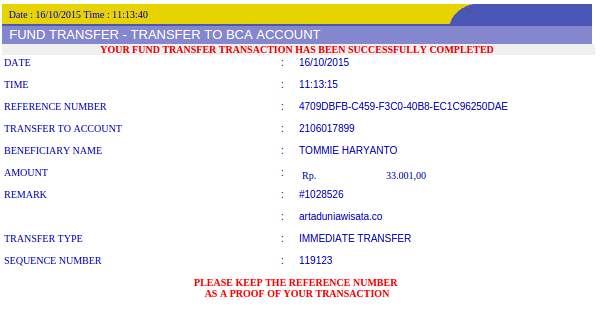 Date : 16/10/2015 Time : 11:13:40
FUND TRANSFER - TRANSFER TO BCA ACCOUNT
YOUR FUND TRANSFER TRANSACTION HAS BEEN SUCCESSFULLY COMPLETED
DATE : 16/10/2015
TIME : 11:13:15
REFERENCE NUMBER : 4709DBFB-C459-F3C0-40B8-EC1C96250DAE
TRANSFER TO ACCOUNT : 2106017899
BENEFICIARY NAME : TOMMIE HARYANTO
AMOUNT : Rp. 33.001,00
REMARK : #1028526
: artaduniawisata.co
TRANSFER TYPE : IMMEDIATE TRANSFER
SEQUENCE NUMBER : 119123
PLEASE KEEP THE REFERENCE NUMBER
AS A PROOF OF YOUR TRANSACTION